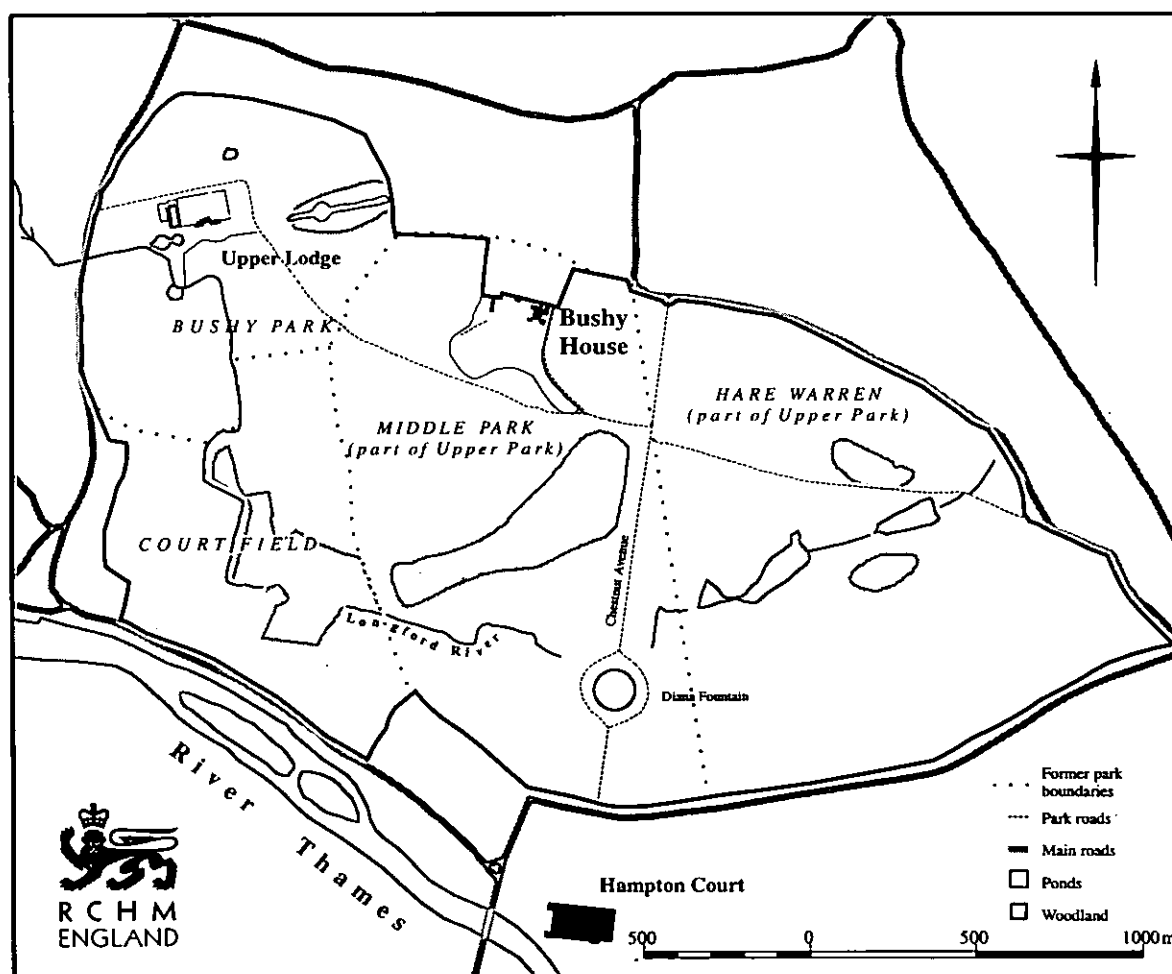 Upper Lodge
BUSHY PARK
Bushy
House
HARE WARREN
(part of Upper Park)
MIDDLE PARK
(part of Upper Park)
COURT FIELD
Chestnut Avenue
Longford River
Diana Fountain
River Thames
Hampton Court
Former park
boundaries
Park roads
Main roads
Ponds
Woodland
500 0 500 1000m
RCHM
ENGLAND